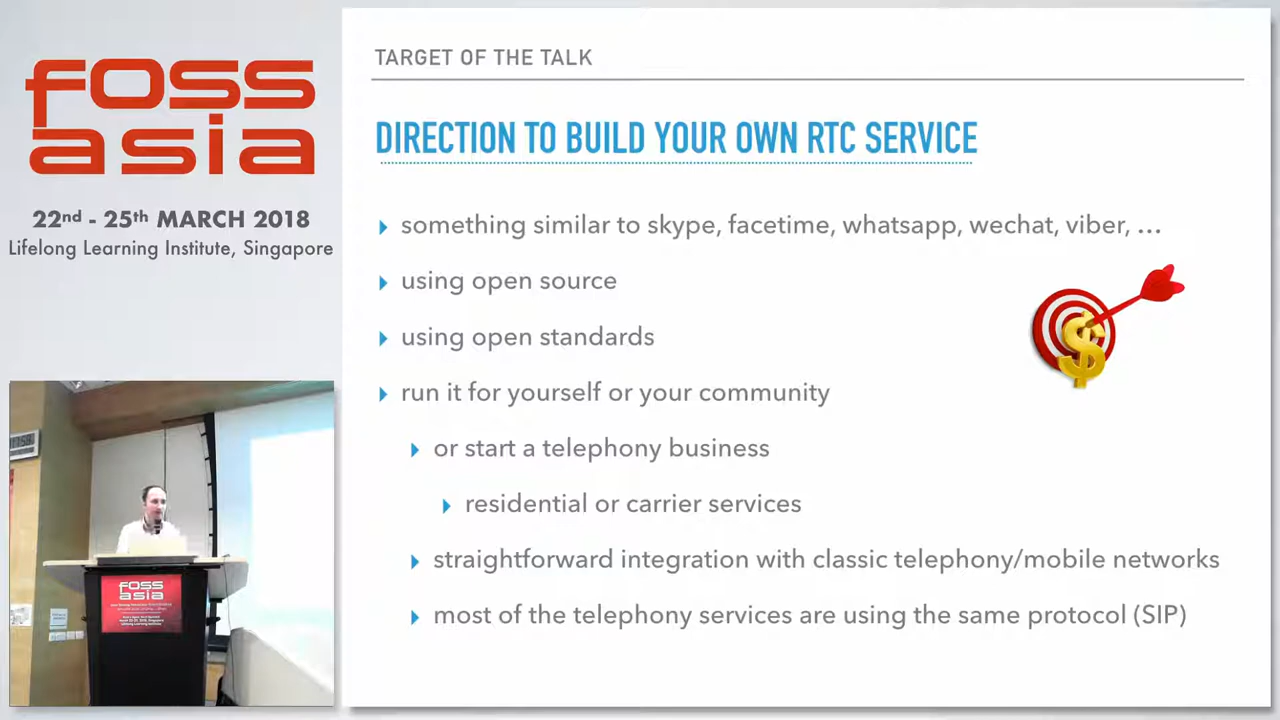 foss
asia
22nd - 25th MARCH 2018
Lifelong Learning Institute, Singapore
TARGET OF THE TALK
DIRECTION TO BUILD YOUR OWN RTC SERVICE
something similar to skype, facetime, whatsapp, wechat, viber, …
using open source
using open standards
run it for yourself or your community
or start a telephony business
residential or carrier services
straightforward integration with classic telephony/mobile networks
most of the telephony services are using the same protocol (SIP)
$
foss
asia